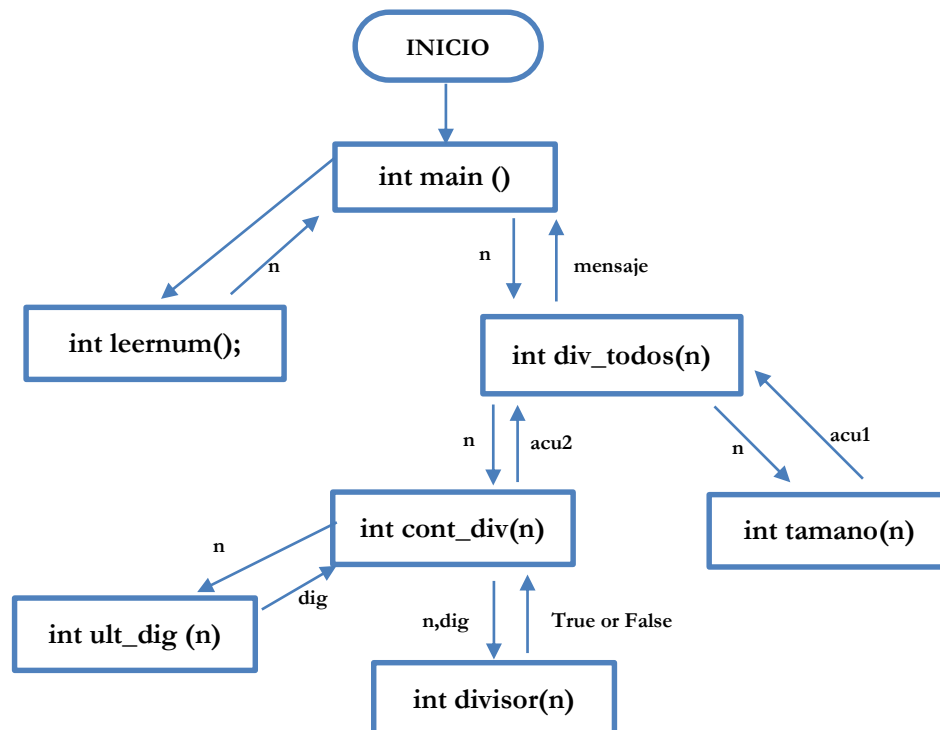 INICIO
int main ()
n
n
mensaje
int leernum();
int div_todos(n)
n
acu2
n
acu1
int cont_div(n)
int tamano(n)
n
dig
int ult_dig (n)
n,dig
True or False
int divisor(n)